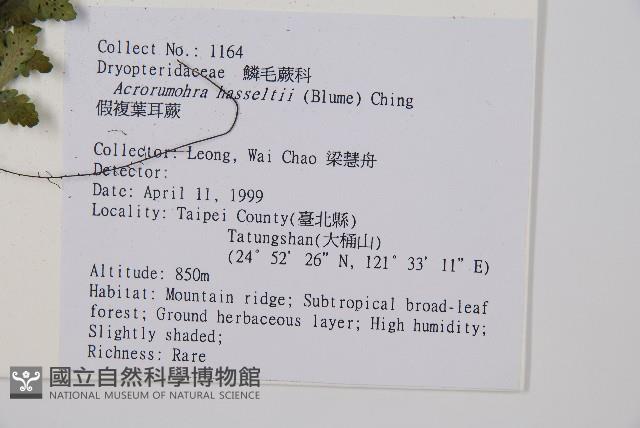 Collect No.: 1164
Dryopteridaceae 鱗毛蕨科
Acrorumohra hasseltii (Blume) Ching
假複葉耳蕨
Collector: Leong, Wai Chao 梁慧舟
Detector:
Date: April 11, 1999
Locality: Taipei County(臺北縣)
Tatungshan(大桶山)
(24° 52' 26" N, 121° 33' 11" E)
Altitude: 850m
Habitat: Mountain ridge; Subtropical broad-leaf
forest; Ground herbaceous layer; High humidity;
Slightly shaded;
Richness: Rare
國立自然科學博物館
NATIONAL MUSEUM OF NATURAL SCIENCE